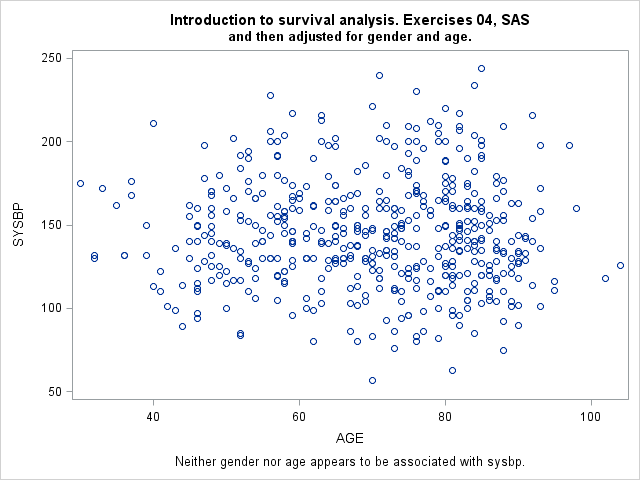 Introduction to survival analysis. Exercises 04, SAS
and then adjusted for gender and age.
250
200
150
100
50
SYSBP
40 60 80 100
AGE
Neither gender nor age appears to be associated with sysbp.